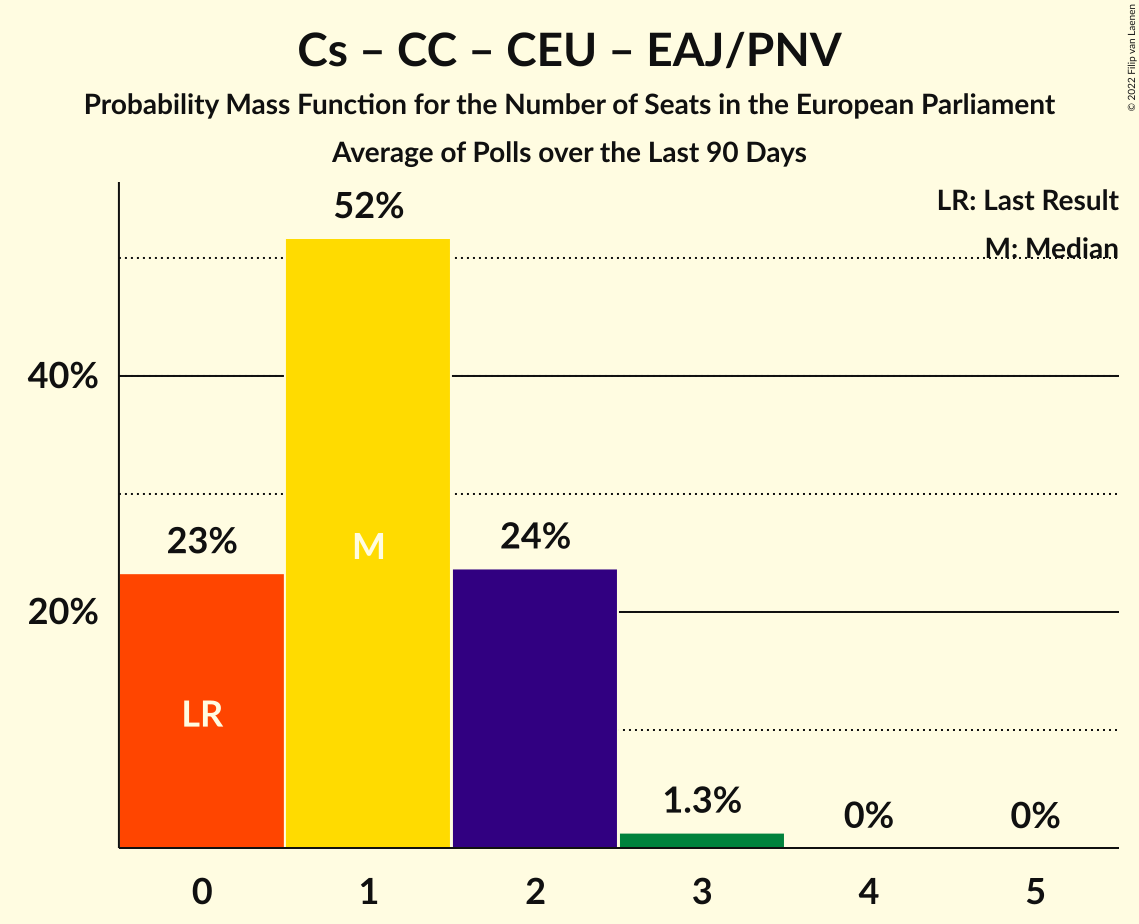 Cs – CC – CEU – EAJ/PNV
Probability Mass Function for the Number of Seats in the European Parliament
Average of Polls over the Last 90 Days
© 2022 Filip van Laenen
LR: Last Result
M: Median
52%
40%
23%
M
24%
20%
LR
1.3%
0%
0%
0 1 2 3 4 5